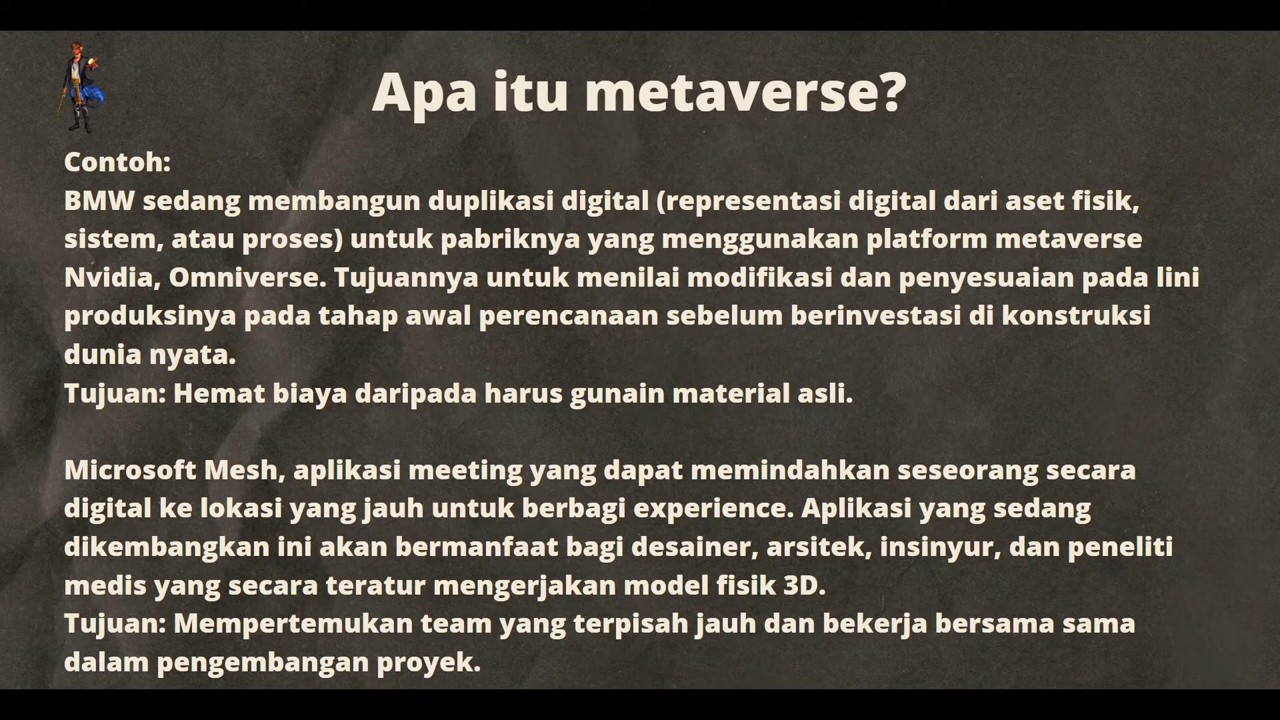 Apa itu metaverse?
Contoh:
BMW sedang membangun duplikasi digital (representasi digital dari aset fisik,
sistem, atau proses) untuk pabriknya yang menggunakan platform metaverse
Nvidia, Omniverse. Tujuannya untuk menilai modifikasi dan penyesuaian pada lini
produksinya pada tahap awal perencanaan sebelum berinvestasi di konstruksi
dunia nyata.
Tujuan: Hemat biaya daripada harus gunain material asli.
Microsoft Mesh, aplikasi meeting yang dapat memindahkan seseorang secara
digital ke lokasi yang jauh untuk berbagi experience. Aplikasi yang sedang
dikembangkan ini akan bermanfaat bagi desainer, arsitek, insinyur, dan peneliti
medis yang secara teratur mengerjakan model fisik 3D.
Tujuan: Mempertemukan team yang terpisah jauh dan bekerja bersama sama
dalam pengembangan proyek.